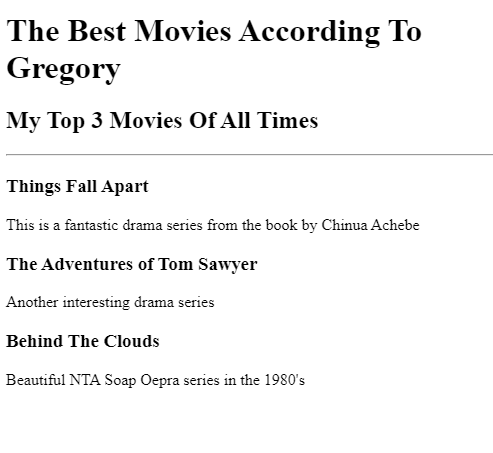 The Best Movies According To
Gregory
My Top 3 Movies Of All Times
Things Fall Apart
This is a fantastic drama series from the book by Chinua Achebe
The Adventures of Tom Sawyer
Another interesting drama series
Behind The Clouds
Beautiful NTA Soap Oepra series in the 1980's